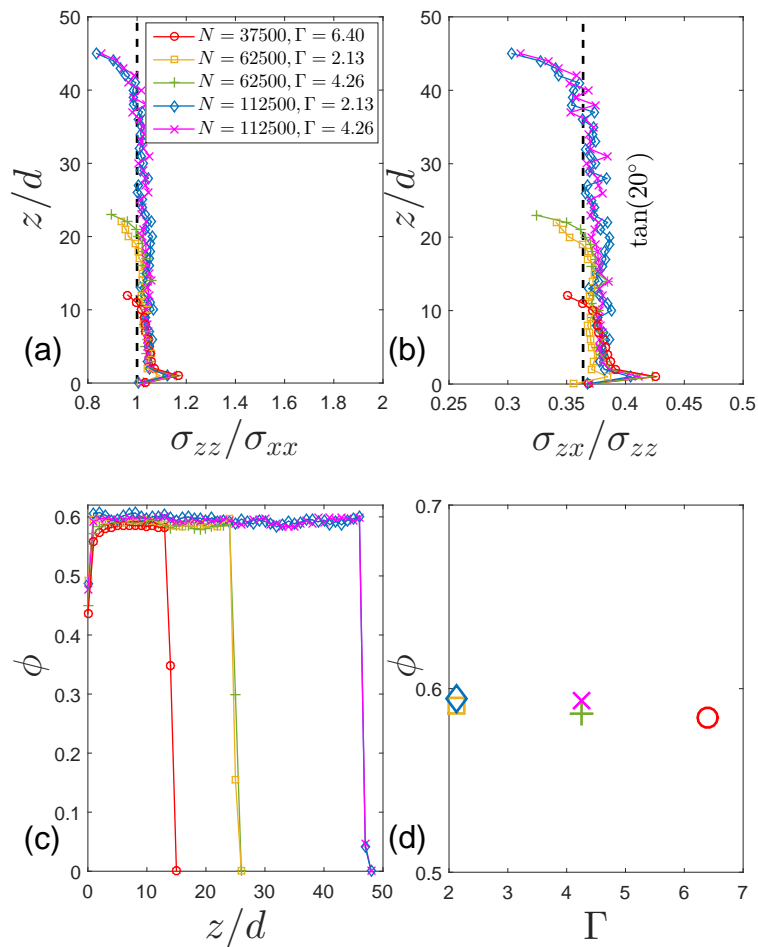 50
40
30
20
10
0
z/d
N = 37500, Γ = 6.40
N = 62500, Γ = 2.13
N = 62500, Γ = 4.26
N = 112500, Γ = 2.13
N = 112500, Γ = 4.26
(a)
0.8 1 1.2 1.4 1.6 1.8 2
σzz/σxx
50
40
30
20
10
0
z/d
tan(20°)
(b)
0.3 0.35 0.4 0.45 0.5
σzx/σzz
0.6
0.5
0.4
0.3
0.2
0.1
0
ϕ
(c)
0 10 20 30 40 50
z/d
0.7
0.6
0.5
ϕ
(d)
2 3 4 5 6 7
Γ